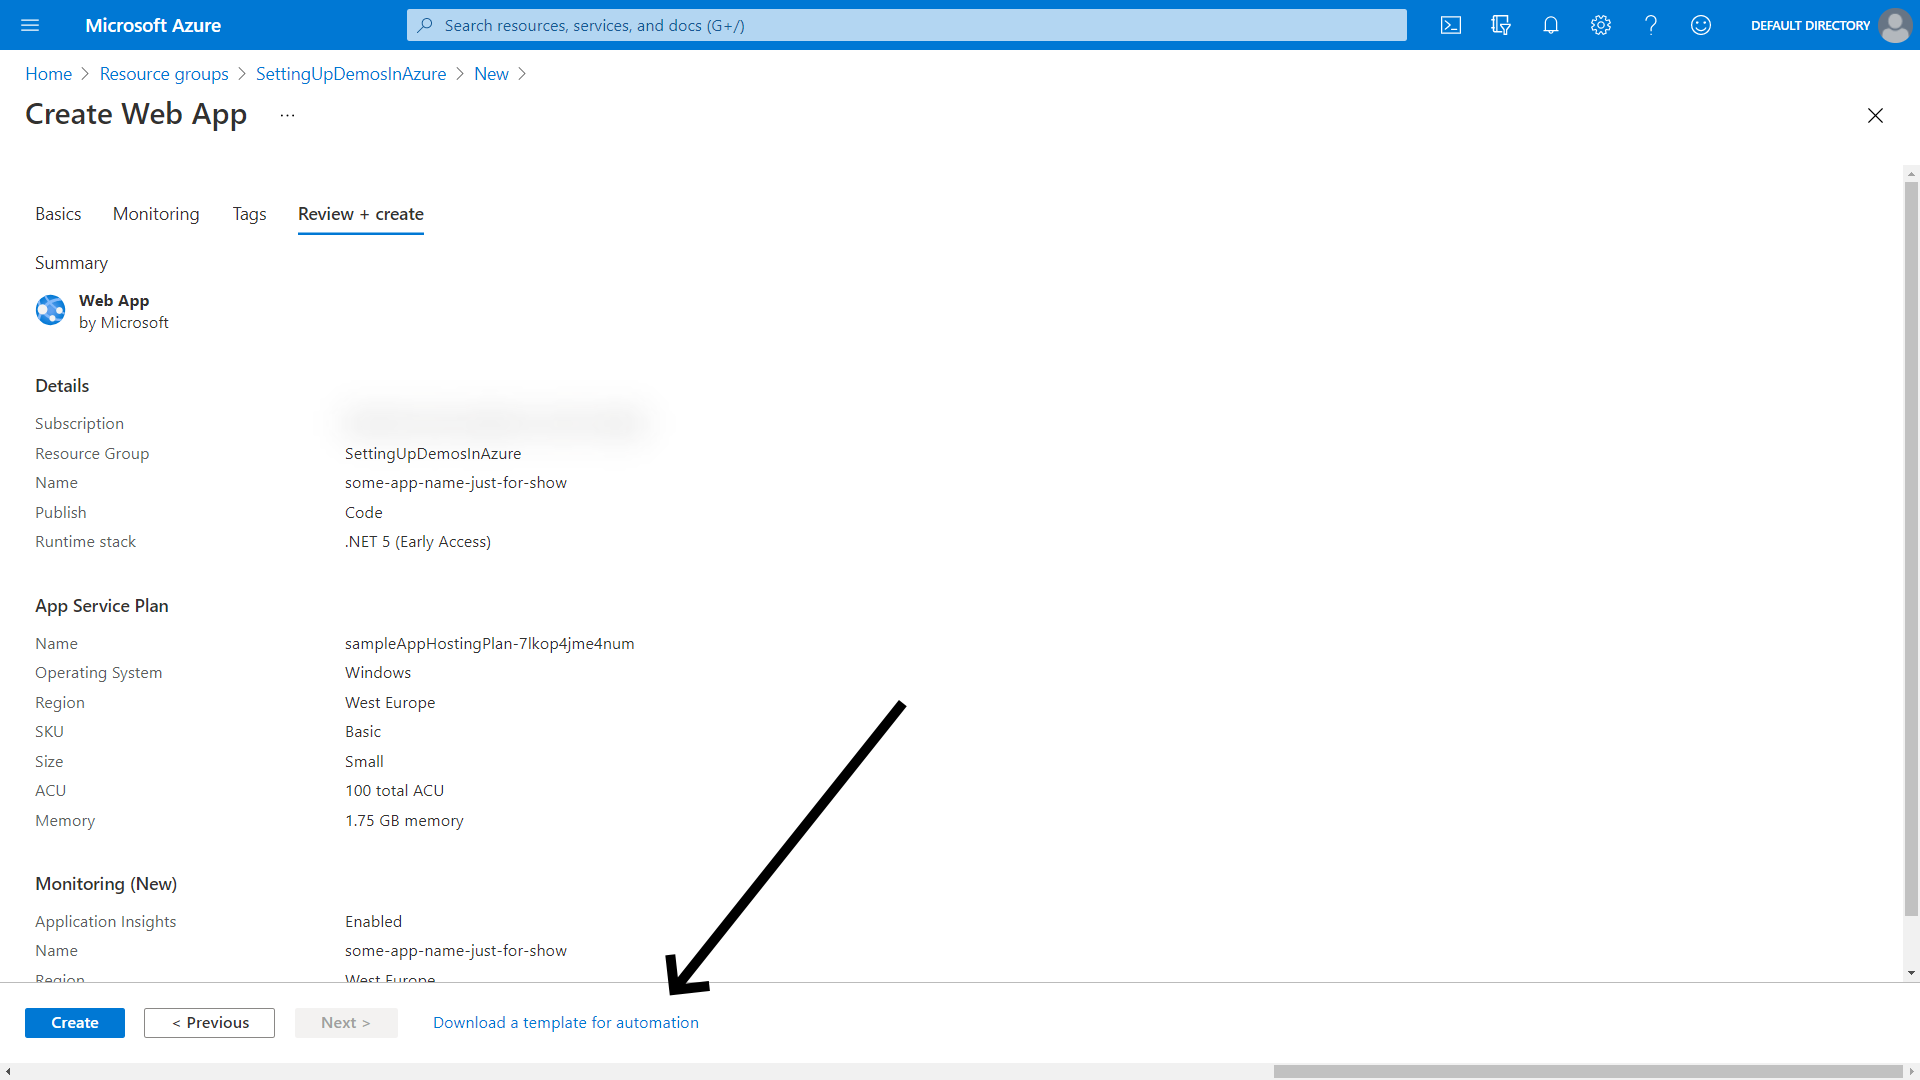 Microsoft Azure
Search resources, services, and docs (G+/)
DEFAULT DIRECTORY
Home > Resource groups > SettingUpDemosInAzure > New >
Create Web App ...
Basics Monitoring Tags Review + create
Summary
Web App
by Microsoft
Details
Subscription
Resource Group SettingUpDemosInAzure
Name some-app-name-just-for-show
Publish Code
Runtime stack .NET 5 (Early Access)
App Service Plan
Name sampleAppHostingPlan-7lkop4jme4num
Operating System Windows
Region West Europe
SKU Basic
Size Small
ACU 100 total ACU
Memory 1.75 GB memory
Monitoring (New)
Application Insights Enabled
Name some-app-name-just-for-show
Region West Europe
Create < Previous Next > Download a template for automation